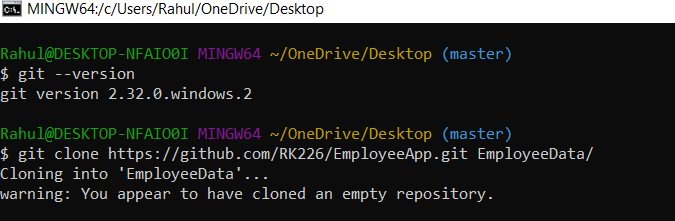 MINGW64:/c/Users/Rahul/OneDrive/Desktop
Rahul@DESKTOP-NFAIO0I MINGW64 ~/OneDrive/Desktop (master)
$ git --version
git version 2.32.0.windows.2
Rahul@DESKTOP-NFAIO0I MINGW64 ~/OneDrive/Desktop (master)
$ git clone https://github.com/RK226/EmployeeApp.git EmployeeData/
Cloning into 'EmployeeData'...
warning: You appear to have cloned an empty repository.